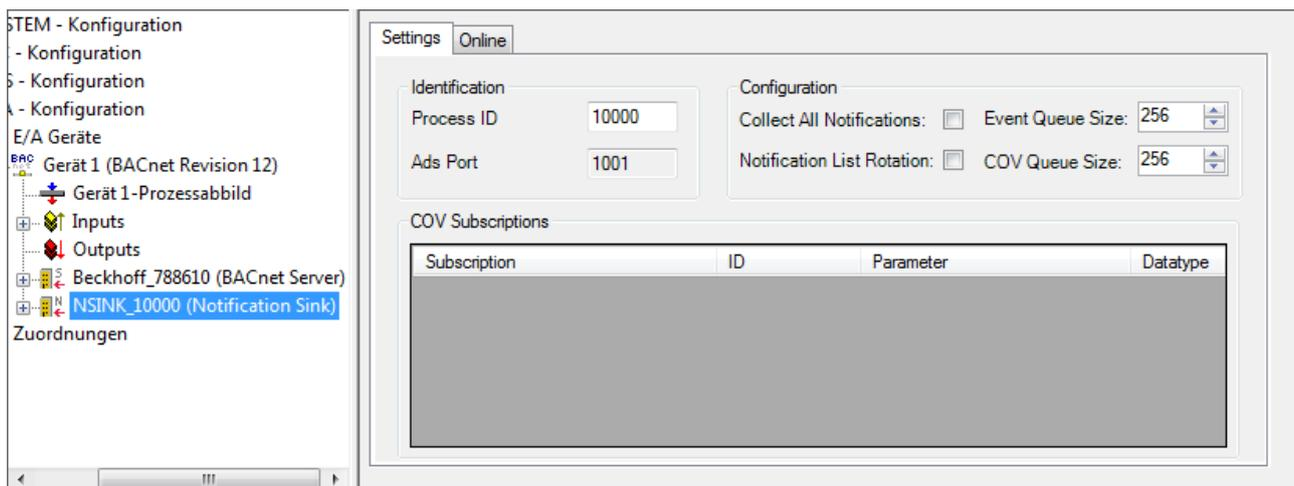 STEM - Konfiguration
- Konfiguration
S - Konfiguration
A - Konfiguration
E/A Geräte
Gerät 1 (BACnet Revision 12)
Gerät 1-Prozessabbild
Inputs
Outputs
Beckhoff_788610 (BACnet Server)
NSINK_10000 (Notification Sink)
Zuordnungen
Settings Online
Identification
Process ID 10000
Ads Port 1001
Configuration
Collect All Notifications: Event Queue Size: 256
Notification List Rotation: COV Queue Size: 256
COV Subscriptions
Subscription ID Parameter Datatype